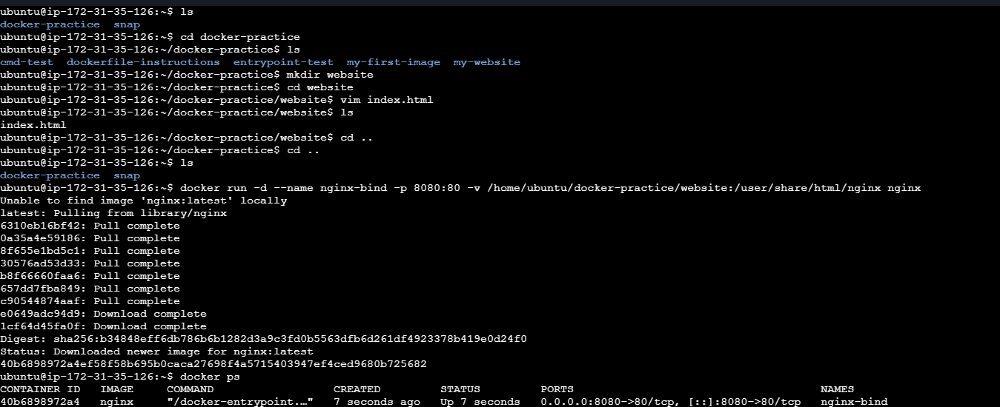 ubuntu@ip-172-31-35-126:~$ ls
docker-practice  snap
ubuntu@ip-172-31-35-126:~$ cd docker-practice
ubuntu@ip-172-31-35-126:~/docker-practice$ ls
cmd-test  dockerfile-instructions  entrypoint-test  my-first-image  my-website
ubuntu@ip-172-31-35-126:~/docker-practice$ mkdir website
ubuntu@ip-172-31-35-126:~/docker-practice$ cd website
ubuntu@ip-172-31-35-126:~/docker-practice/website$ vim index.html
ubuntu@ip-172-31-35-126:~/docker-practice/website$ ls
index.html
ubuntu@ip-172-31-35-126:~/docker-practice/website$ cd ..
ubuntu@ip-172-31-35-126:~/docker-practice$ cd ..
ubuntu@ip-172-31-35-126:~$ ls
docker-practice  snap
ubuntu@ip-172-31-35-126:~$ docker run -d --name nginx-bind -p 8080:80 -v /home/ubuntu/docker-practice/website:/user/share/html/nginx nginx
Unable to find image 'nginx:latest' locally
latest: Pulling from library/nginx
6310eb16bf42: Pull complete
0a35a4e59186: Pull complete
8f655e1bd5c1: Pull complete
30576ad53d33: Pull complete
b8f66660faa6: Pull complete
657dd7fba849: Pull complete
c90544874aaf: Pull complete
e0649adc94d9: Download complete
1cf64d45fa0f: Download complete
Digest: sha256:b34848eff6db786b6b1282d3a9c3fd0b5563dfb6d261df4923378b419e0d24f0
Status: Downloaded newer image for nginx:latest
40b6898972a4ef58f58b695b0caca27698f4a5715403947ef4ced9680b725682
ubuntu@ip-172-31-35-126:~$ docker ps
CONTAINER ID   IMAGE     COMMAND                  CREATED         STATUS         PORTS                                     NAMES
40b6898972a4   nginx     "/docker-entrypoint.…"   7 seconds ago   Up 7 seconds   0.0.0.0:8080->80/tcp, [::]:8080->80/tcp   nginx-bind